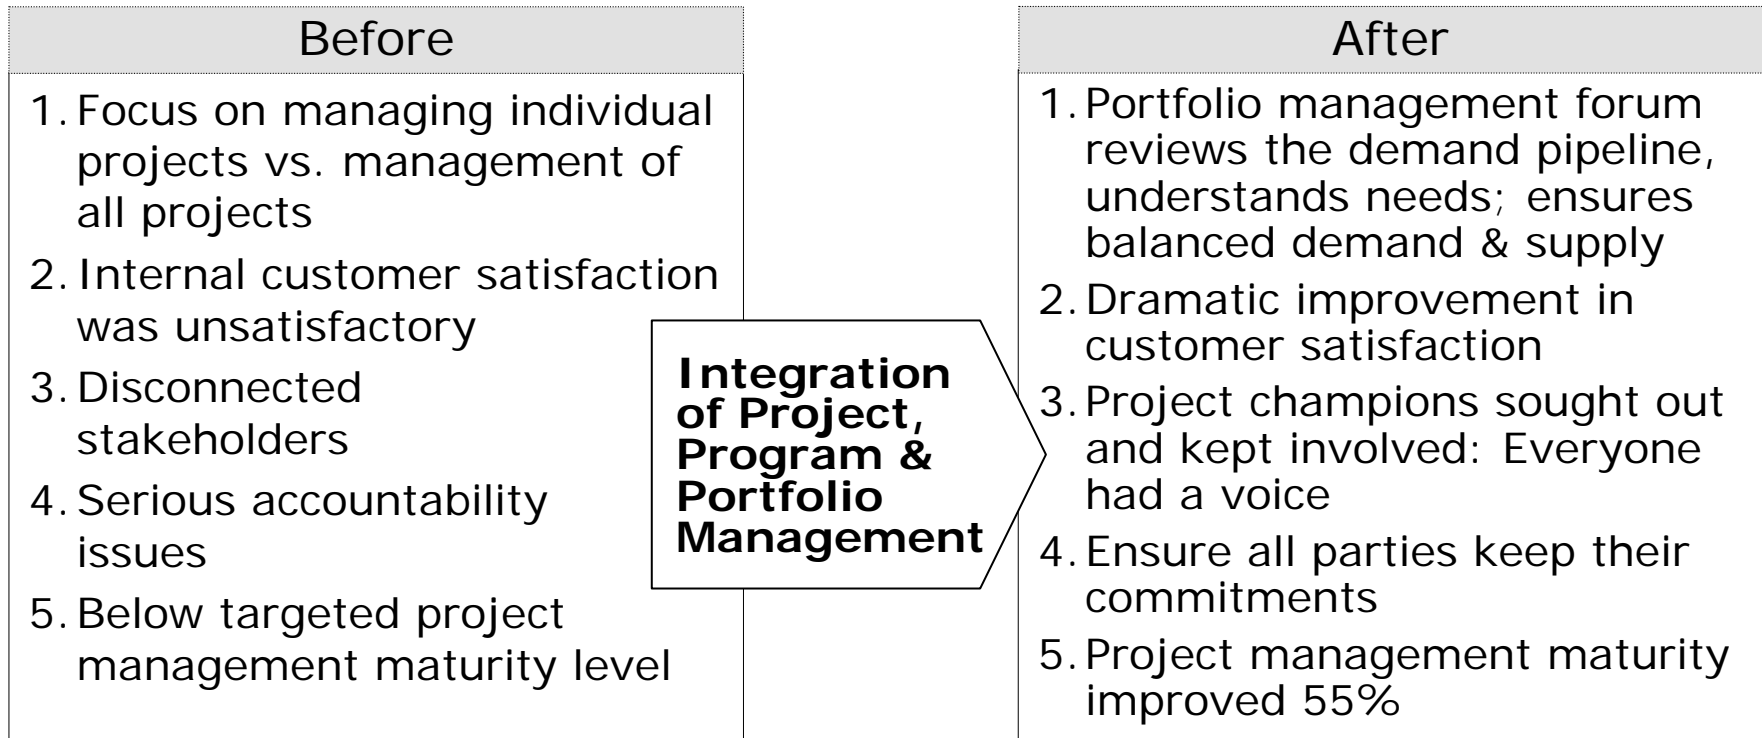 Before
1. Focus on managing individual
projects vs. management of
all projects
2. Internal customer satisfaction
was unsatisfactory
3. Disconnected
stakeholders
4. Serious accountability
issues
5. Below targeted project
management maturity level
Integration
of Project,
Program &
Portfolio
Management
After
1. Portfolio management forum
reviews the demand pipeline,
understands needs; ensures
balanced demand & supply
2. Dramatic improvement in
customer satisfaction
3. Project champions sought out
and kept involved: Everyone
had a voice
4. Ensure all parties keep their
commitments
5. Project management maturity
improved 55%